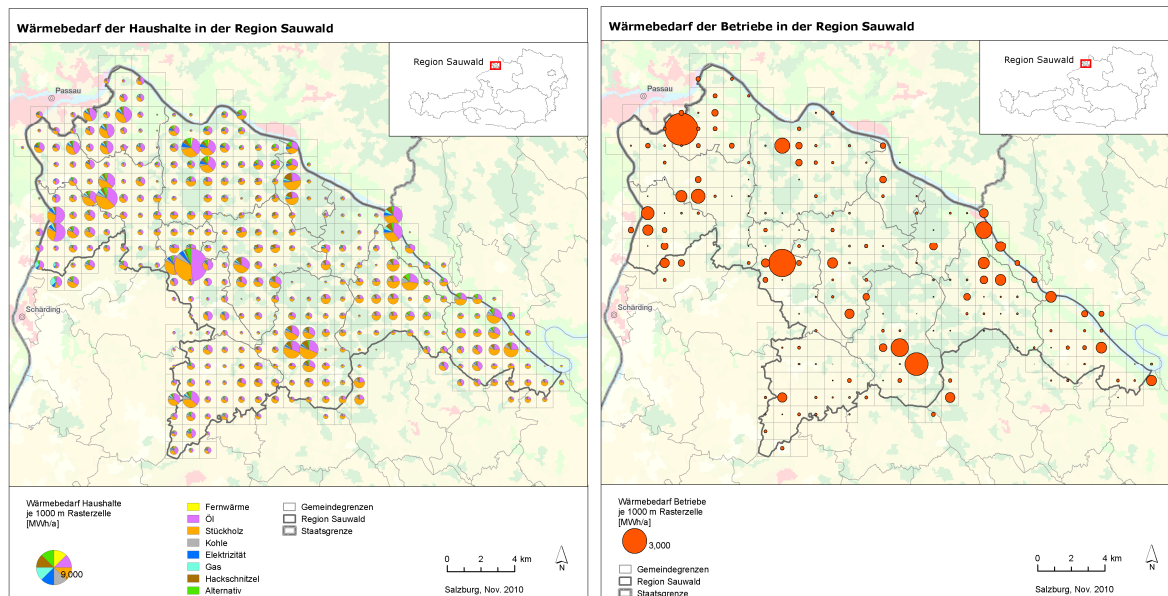 Wärmebedarf der Haushalte in der Region Sauwald
Region Sauwald
Passau
Schärding
Wärmebedarf Haushalte
je 1000 m Rasterzelle
[MWh/a]
9,000
Fernwärme
Öl
Stückholz
Kohle
Elektrizität
Gas
Hackschnitzel
Alternativ
Gemeindegrenzen
Region Sauwald
Staatsgrenze
0 2 4 km
N
Salzburg, Nov. 2010
Wärmebedarf der Betriebe in der Region Sauwald
Region Sauwald
Passau
Schärding
Wärmebedarf Betriebe
je 1000 m Rasterzelle
[MWh/a]
3,000
Gemeindegrenzen
Region Sauwald
Staatsgrenze
0 2 4 km
N
Salzburg, Nov. 2010